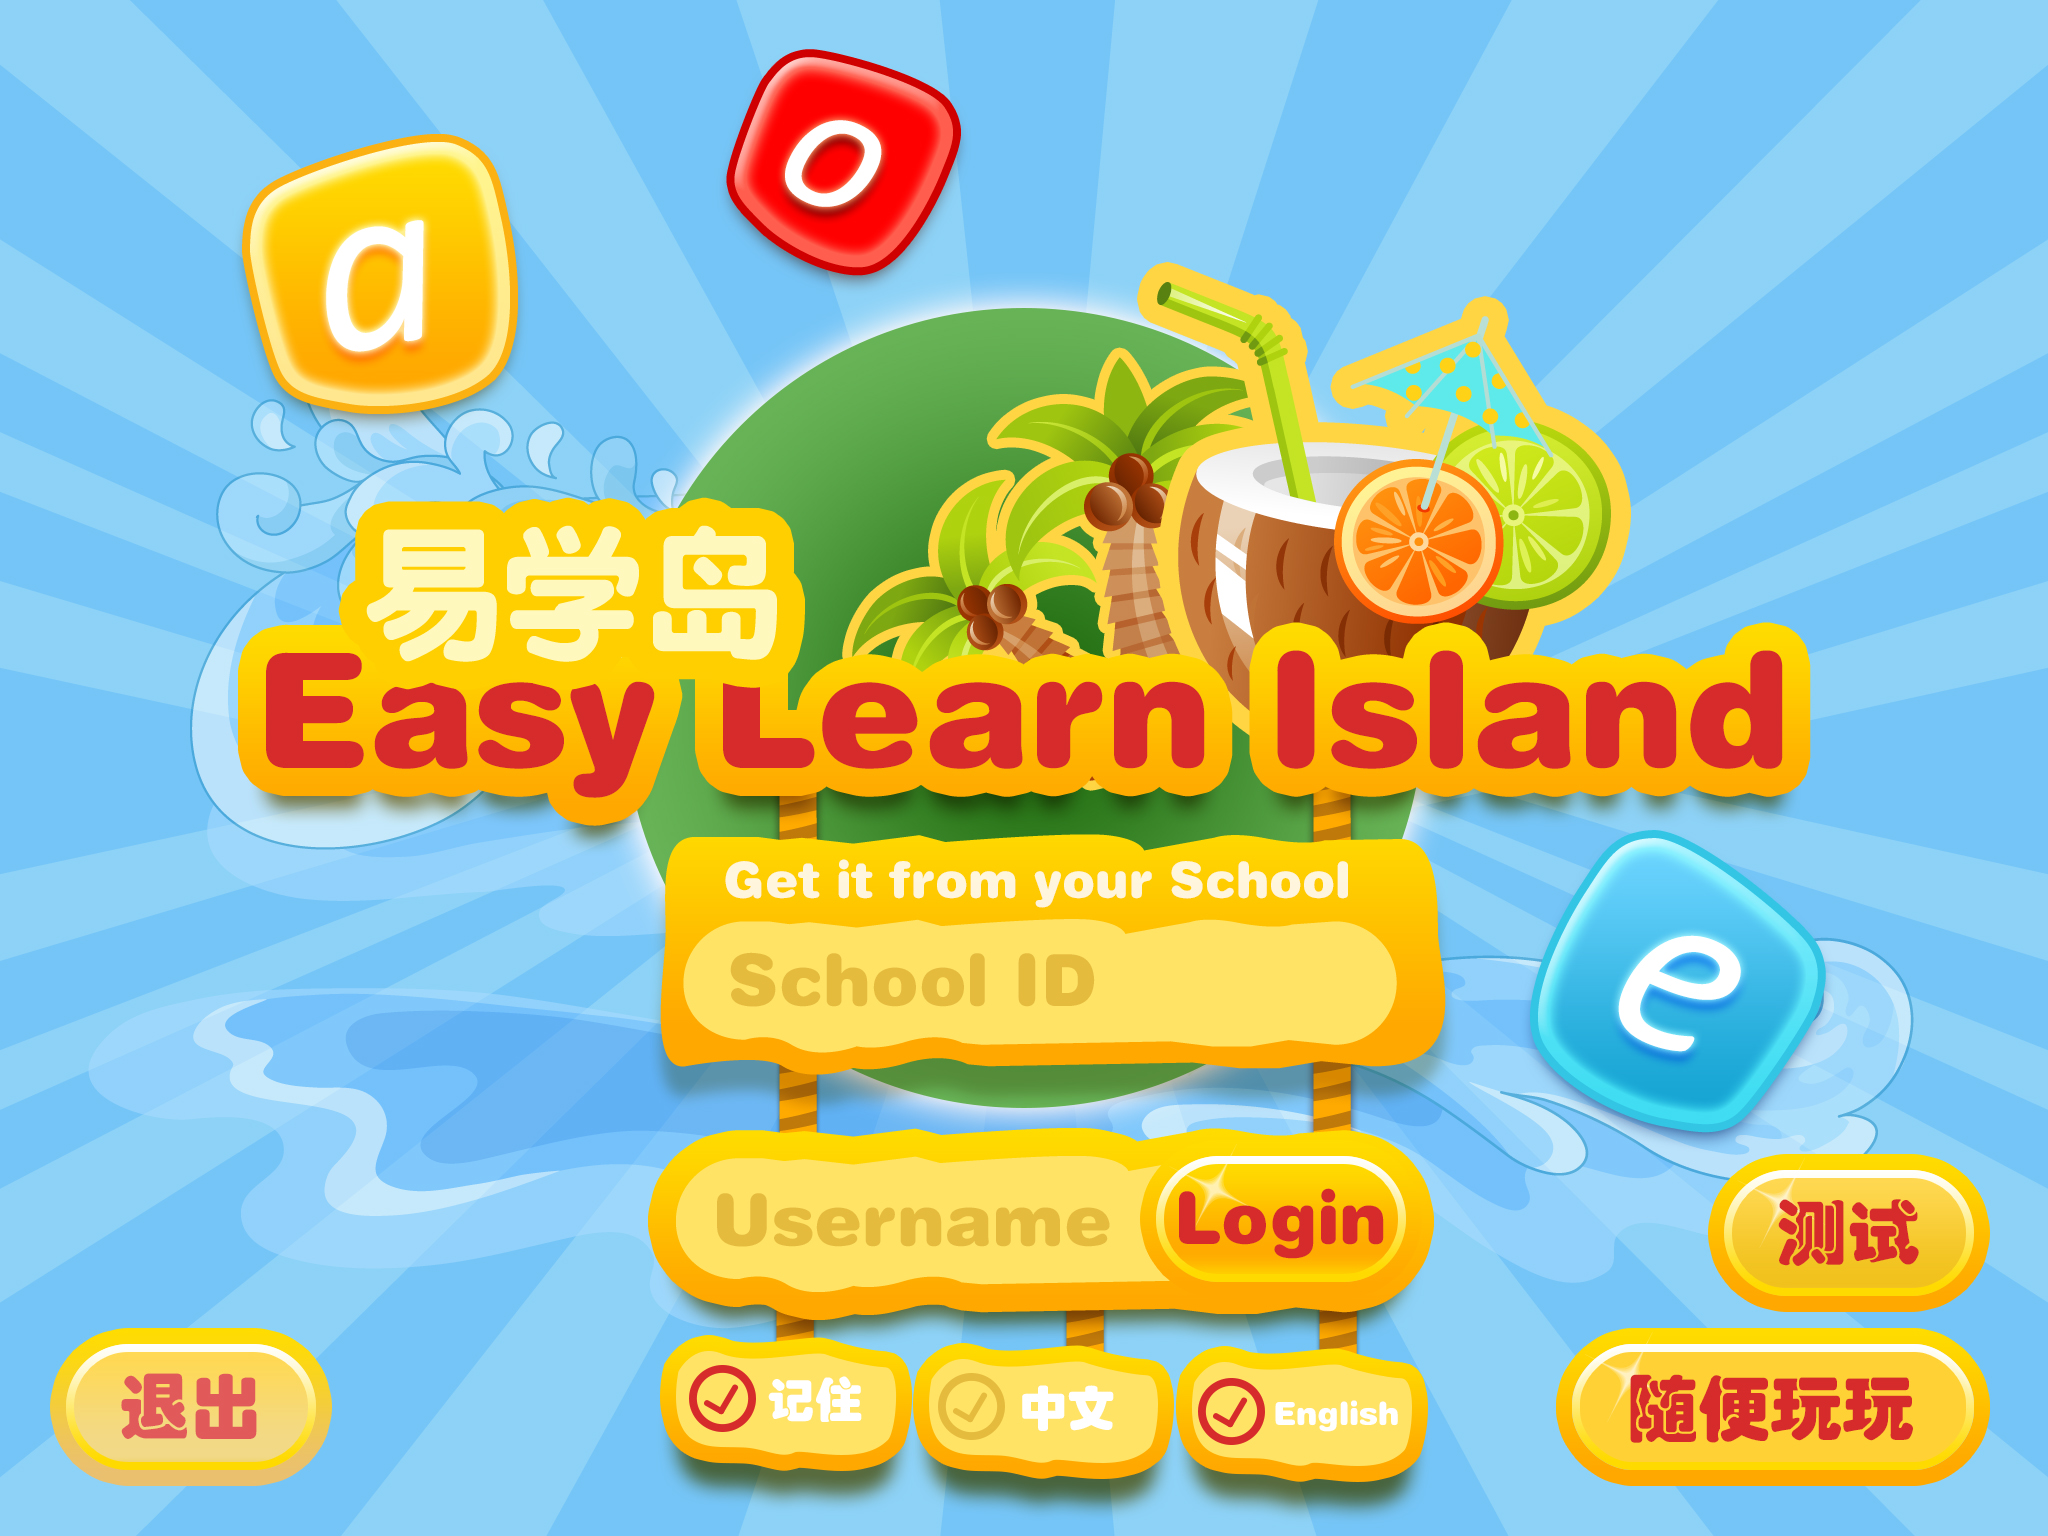 o
a
易学岛
Easy Learn Island
Get it from your School
School ID
e
Username
Login
测试
退出
记住
中文
English
随便玩玩